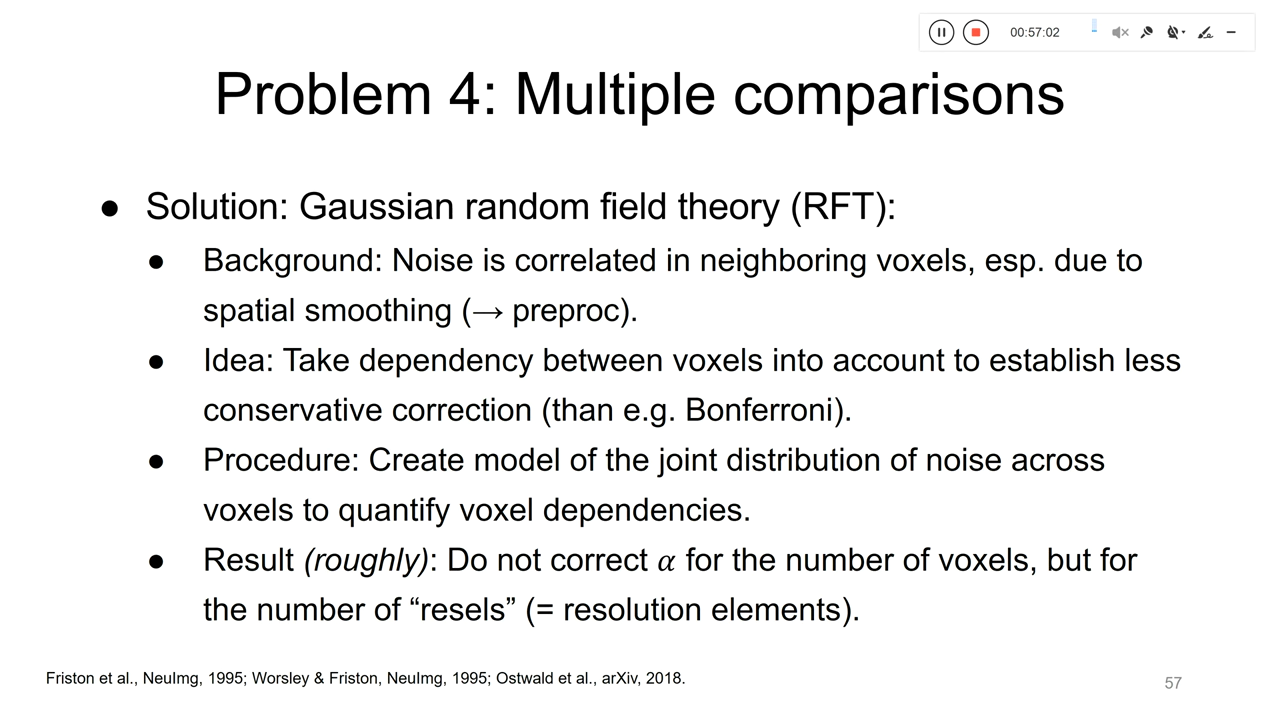 00:57:02
Problem 4: Multiple comparisons
● Solution: Gaussian random field theory (RFT):
● Background: Noise is correlated in neighboring voxels, esp. due to
spatial smoothing (→ preproc).
● Idea: Take dependency between voxels into account to establish less
conservative correction (than e.g. Bonferroni).
● Procedure: Create model of the joint distribution of noise across
voxels to quantify voxel dependencies.
● Result (roughly): Do not correct α for the number of voxels, but for
the number of “resels” (= resolution elements).
Friston et al., NeuImg, 1995; Worsley & Friston, NeuImg, 1995; Ostwald et al., arXiv, 2018.
57